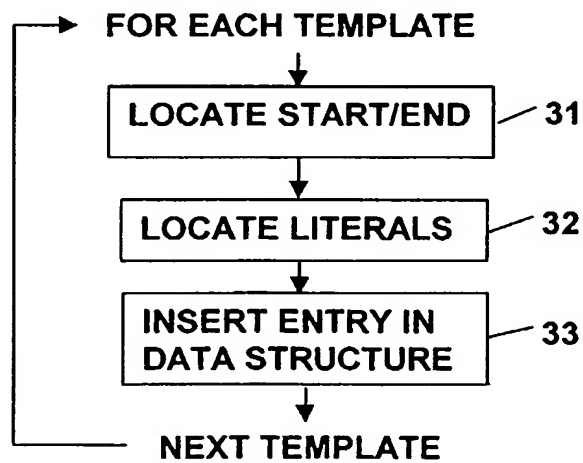 FOR EACH TEMPLATE
LOCATE START/END
31
LOCATE LITERALS
32
INSERT ENTRY IN
DATA STRUCTURE
33
NEXT TEMPLATE